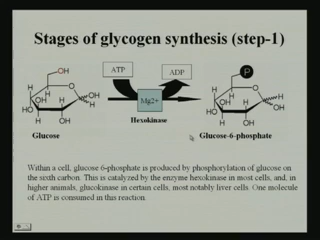 Stages of glycogen synthesis (step-1)
ATP
ADP
Mg2+
Hexokinase
P
OH
O
H
H
H
OH
H
HO
OH
H
OH
O
H
H
H
OH
H
HO
OH
H
OH
Glucose
Glucose-6-phosphate
Within a cell, glucose 6-phosphate is produced by phosphorylation of glucose on
the sixth carbon. This is catalyzed by the enzyme hexokinase in most cells, and, in
higher animals, glucokinase in certain cells, most notably liver cells. One molecule
of ATP is consumed in this reaction.